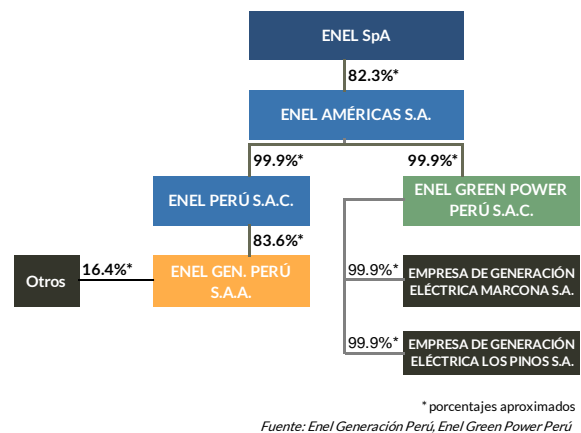 ENEL SpA
82.3%*
ENEL AMÉRICAS S.A.
99.9%*
99.9%*
ENEL PERÚ S.A.C.
ENEL GREEN POWER
PERÚ S.A.C.
83.6%*
Otros
16.4%*
ENEL GEN. PERÚ
S.A.A.
99.9%*
EMPRESA DE GENERACIÓN
ELÉCTRICA MARCONA S.A.
99.9%*
EMPRESA DE GENERACIÓN
ELÉCTRICA LOS PINOS S.A.
* porcentajes aproximados
Fuente: Enel Generación Perú, Enel Green Power Perú